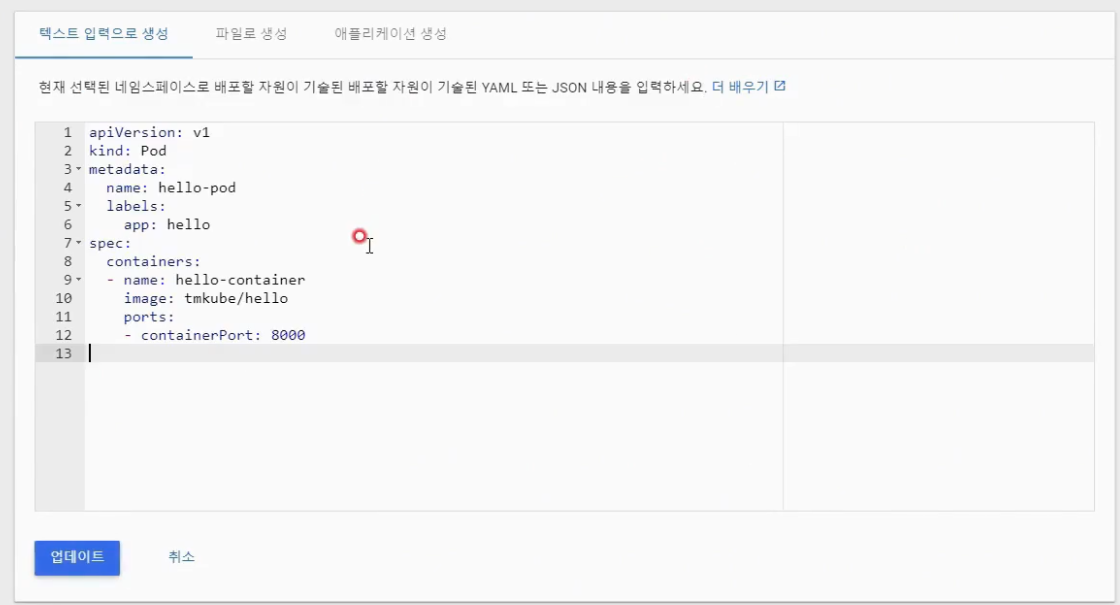 텍스트 입력으로 생성 파일로 생성 애플리케이션 생성
현재 선택된 네임스페이스로 배포할 자원이 기술된 배포할 자원이 기술된 YAML 또는 JSON 내용을 입력하세요. 더 배우기
1 apiVersion: v1
2 kind: Pod
3 metadata:
4   name: hello-pod
5   labels:
6     app: hello
7 spec:
8   containers:
9   - name: hello-container
10     image: tmkube/hello
11     ports:
12     - containerPort: 8000
13
업데이트 취소